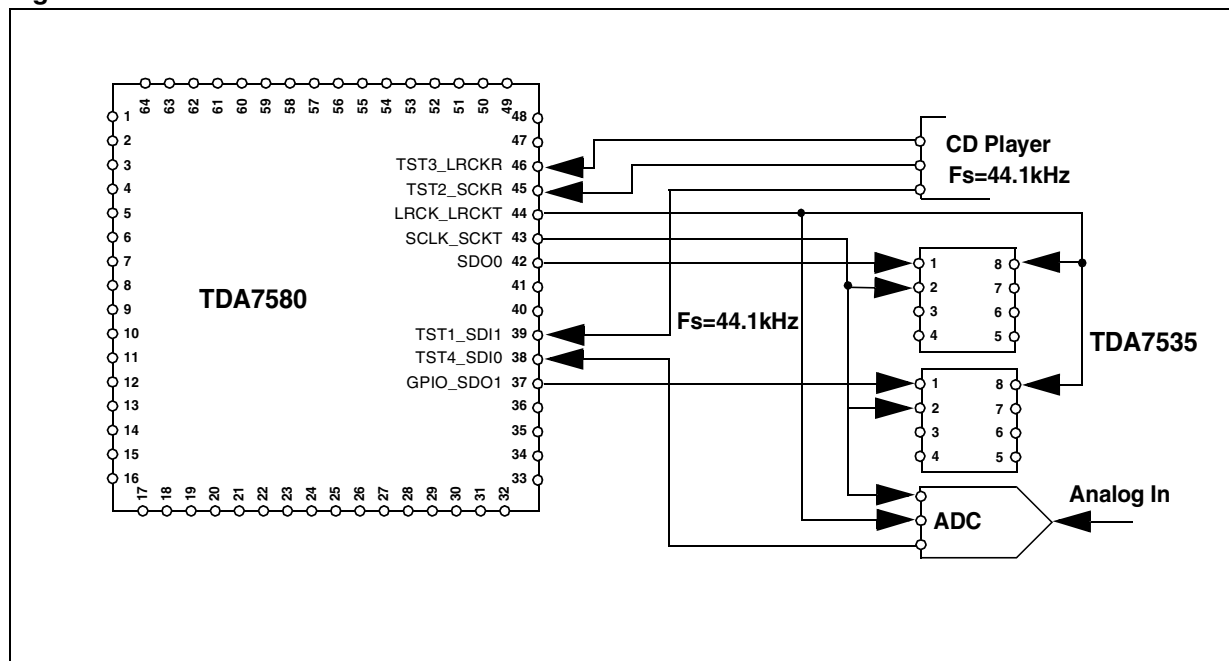 64 63 62 61 60 59 58 57 56 55 54 53 52 51 50 49
1
2
3
4
5
6
7
8
9
10
11
12
13
14
15
16
17 18 19 20 21 22 23 24 25 26 27 28 29 30 31 32
TDA7580
48
47
TST3_LRCKR 46
TST2_SCKR 45
LRCK_LRCKT 44
SCLK_SCKT 43
SDO0 42
41
40
TST1_SDI1 39
TST4_SDI0 38
GPIO_SDO1 37
36
35
34
33
CD Player
Fs=44.1kHz
Fs=44.1kHz
1 8
2 7
3 6
4 5
TDA7535
1 8
2 7
3 6
4 5
ADC
Analog In